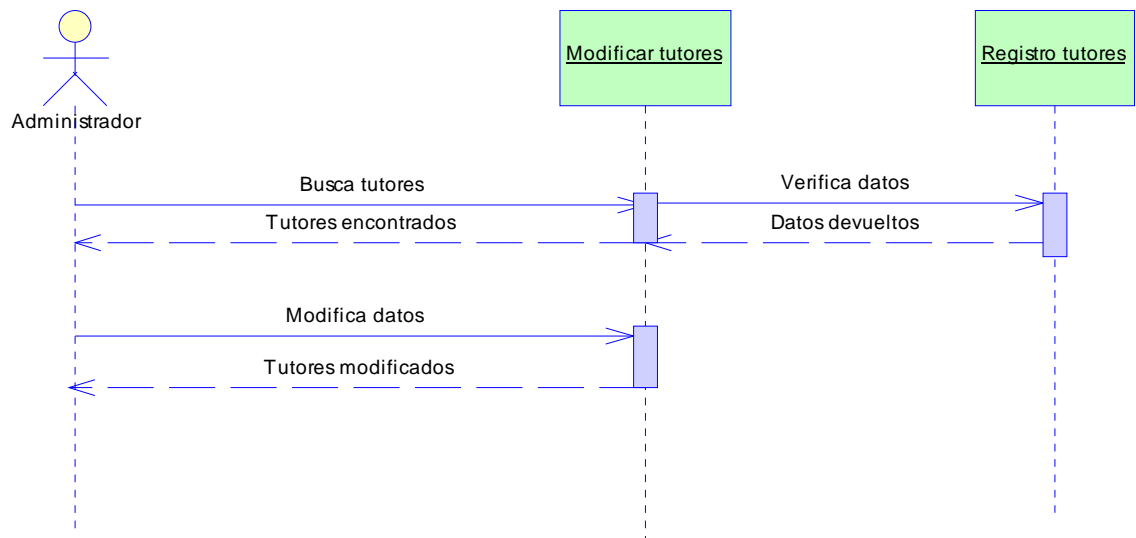 Modificar tutores
Registro tutores
Administrador
Busca tutores
Verifica datos
Tutores encontrados
Datos devueltos
Modifica datos
Tutores modificados